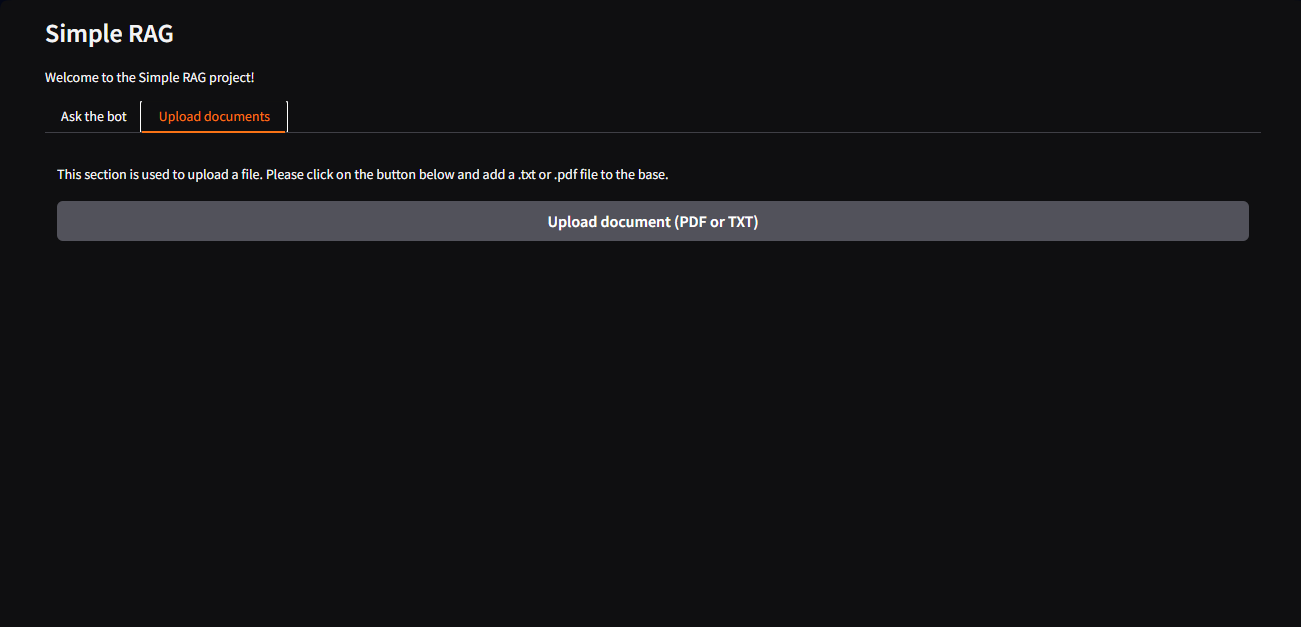 Simple RAG
Welcome to the Simple RAG project!
Ask the bot
Upload documents
This section is used to upload a file. Please click on the button below and add a .txt or .pdf file to the base.
Upload document (PDF or TXT)